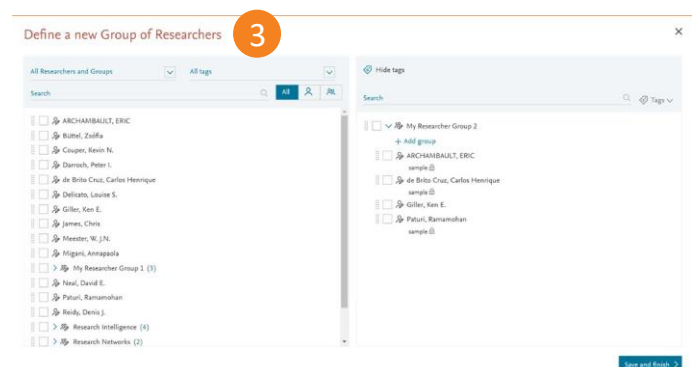 Define a new Group of Researchers
3
All Researchers and Groups
All tags
Search
All
ARCHAMBAULT, ERIC
Büttel, Zsófia
Couper, Kevin N.
Darroch, Peter I.
de Brito Cruz, Carlos Henrique
Delicato, Louise S.
Giller, Ken E.
James, Chris
Meester, W. J.N.
Migani, Annapaola
My Researcher Group 1 (3)
Neal, David E.
Paturi, Ramamohan
Reidy, Denis J.
Research Intelligence (4)
Research Networks (2)
Hide tags
Search
Tags
My Researcher Group 2
+ Add group
ARCHAMBAULT, ERIC
sample
de Brito Cruz, Carlos Henrique
sample
Giller, Ken E.
Paturi, Ramamohan
sample
Save and finish